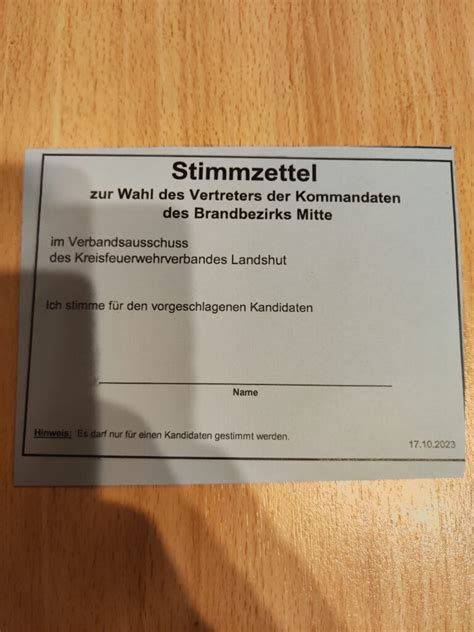 Stimmzettel
zur Wahl des Vertreters der Kommandaten
des Brandbezirks Mitte
im Verbandsausschuss
des Kreisfeuerwehrverbandes Landshut
Ich stimme für den vorgeschlagenen Kandidaten
Name
Hinweis: Es darf nur für einen Kandidaten gestimmt werden.
17.10.2023